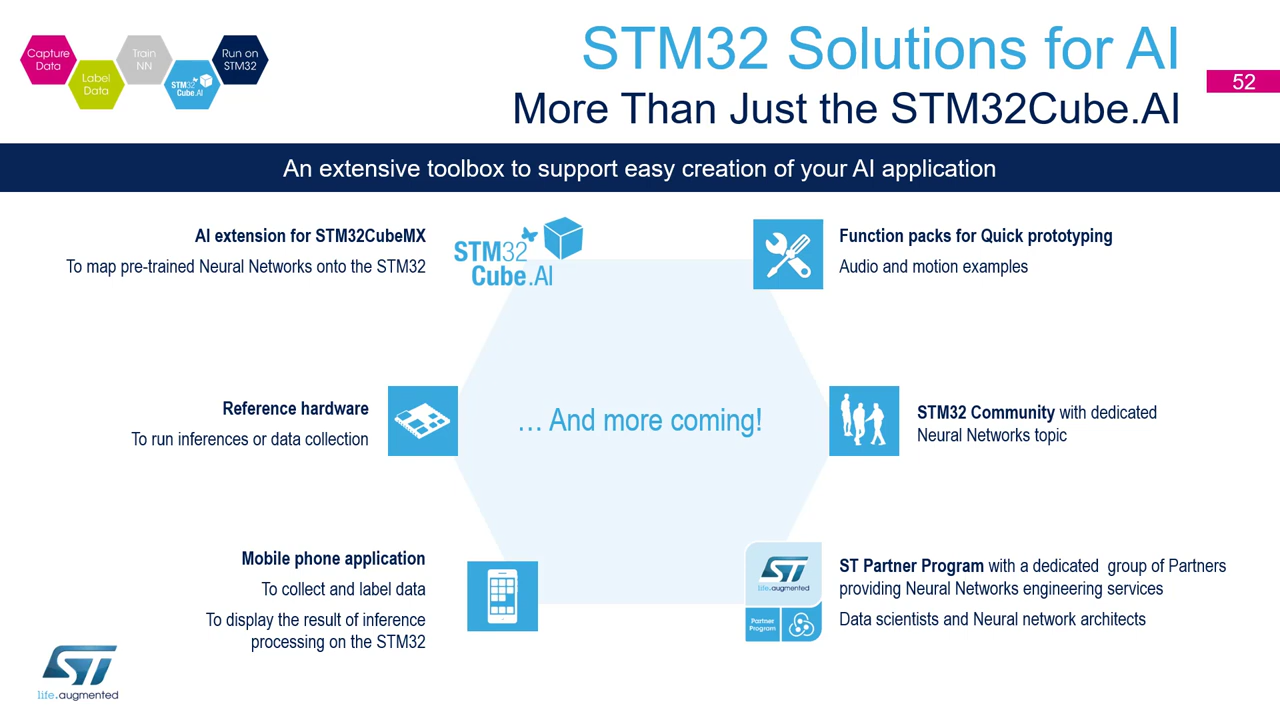 Capture
Data
Label
Data
Train
NN
STM32
Cube.AI
Run on
STM32
STM32 Solutions for AI
More Than Just the STM32Cube.AI
52
An extensive toolbox to support easy creation of your AI application
AI extension for STM32CubeMX
To map pre-trained Neural Networks onto the STM32
STM32
Cube.AI
Function packs for Quick prototyping
Audio and motion examples
Reference hardware
To run inferences or data collection
… And more coming!
STM32 Community with dedicated
Neural Networks topic
Mobile phone application
To collect and label data
To display the result of inference
processing on the STM32
ST
life.augmented
Partner
Program
ST Partner Program with a dedicated group of Partners
providing Neural Networks engineering services
Data scientists and Neural network architects
ST
life.augmented